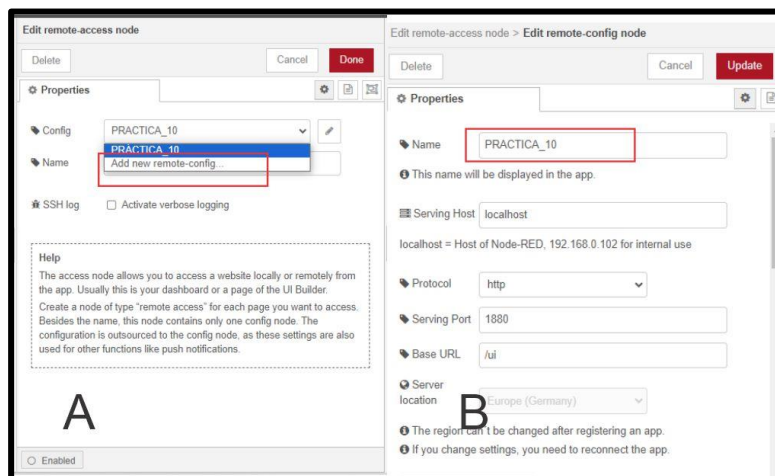 Edit remote-access node
Delete
Cancel
Done
Properties
Config
PRACTICA_10
PRACTICA_10
Add new remote-config...
Name
SSH log
Activate verbose logging
Help
The access node allows you to access a website locally or remotely from
the app. Usually this is your dashboard or a page of the UI Builder.
Create a node of type "remote access" for each page you want to access.
Besides the name, this node contains only one config node. The
configuration is outsourced to the config node, as these settings are also
used for other functions like push notifications.
A
Enabled
Edit remote-access node > Edit remote-config node
Delete
Cancel
Update
Properties
Name
PRACTICA_10
This name will be displayed in the app.
Serving Host
localhost
localhost = Host of Node-RED, 192.168.0.102 for internal use
Protocol
http
Serving Port
1880
Base URL
/ui
Server
location
Europe (Germany)
B
The region can't be changed after registering an app.
If you change settings, you need to reconnect the app.